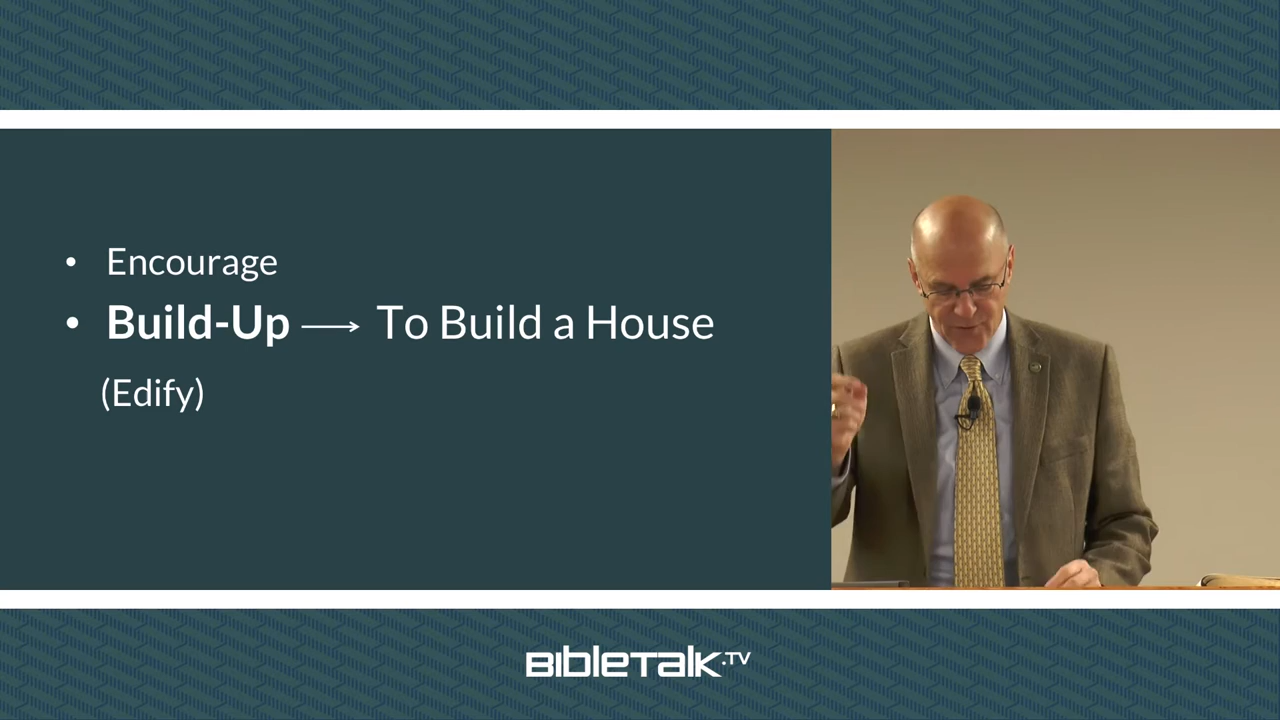 • Encourage
• Build-Up ⟶ To Build a House
(Edify)
BIBLETALK.TV